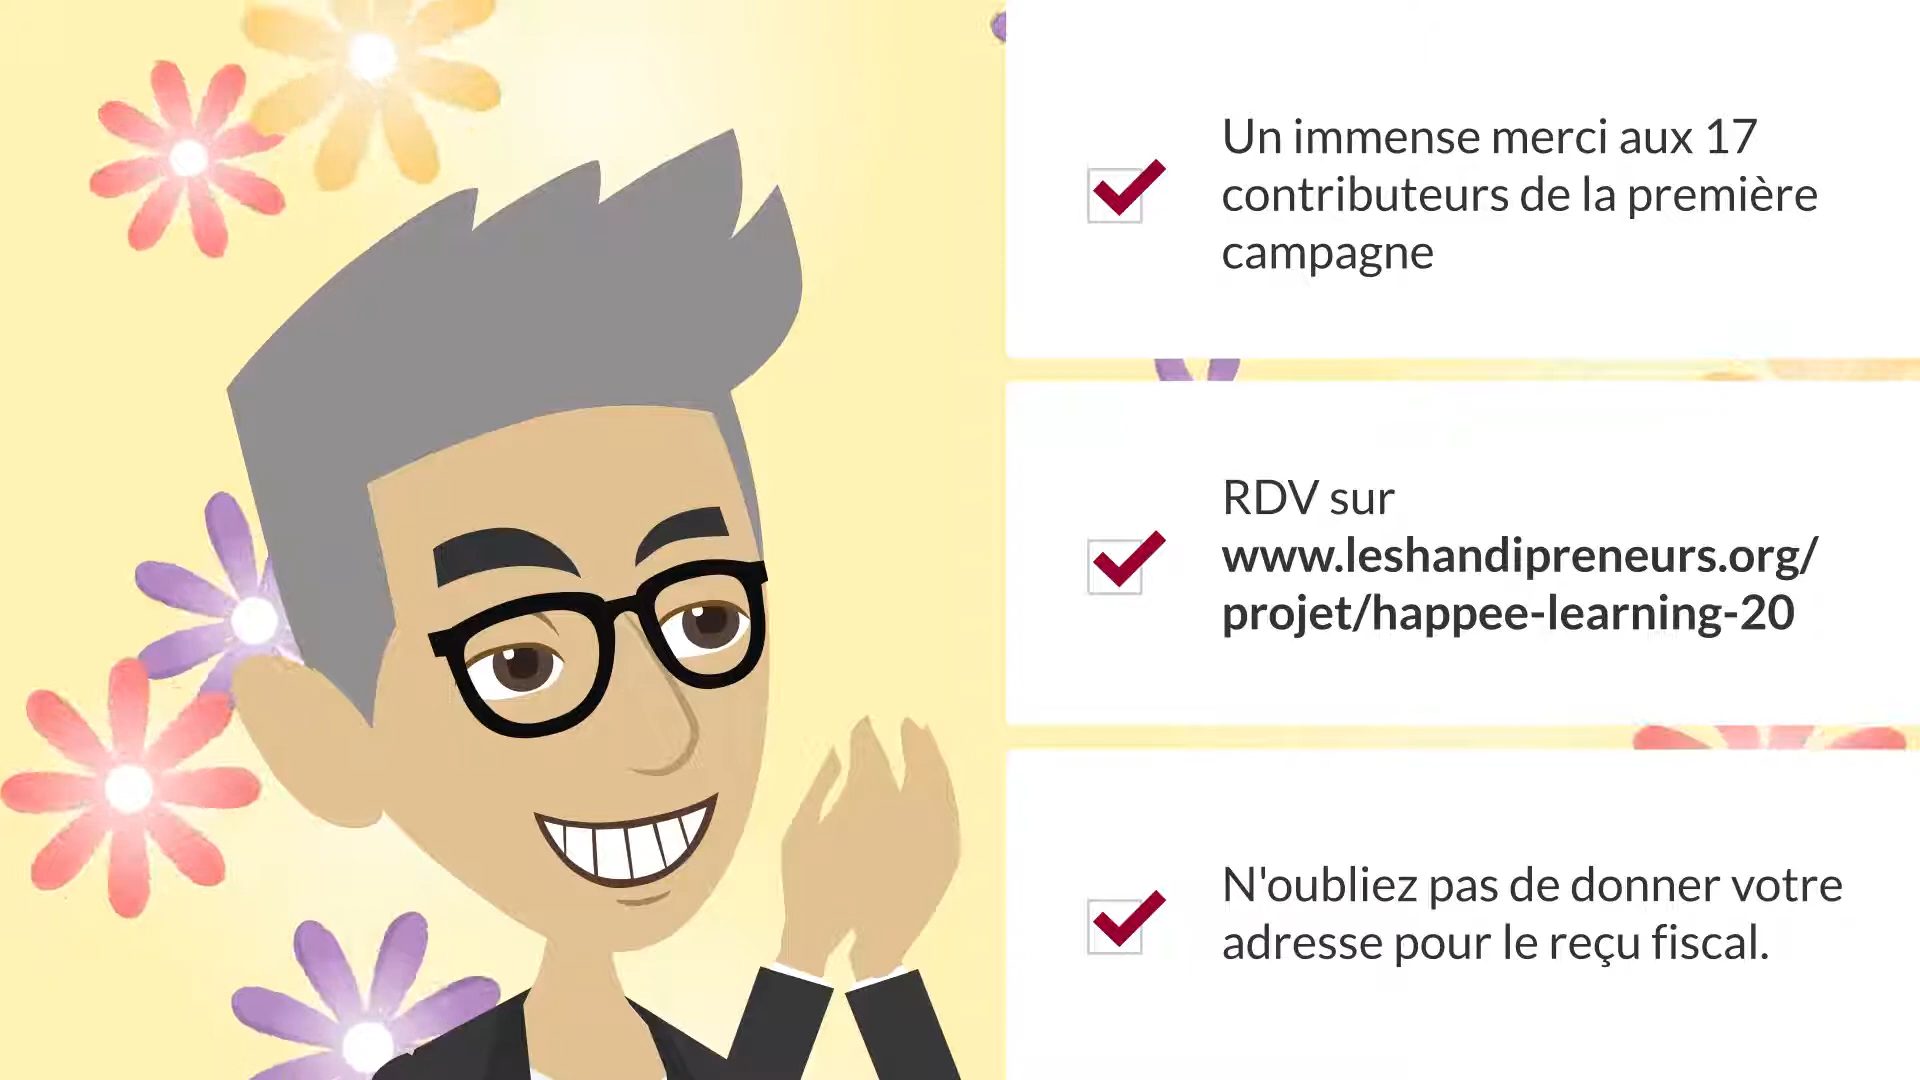 Un immense merci aux 17
contributeurs de la première
campagne
RDV sur
www.leshandipreneurs.org/
projet/happee-learning-20
N'oubliez pas de donner votre
adresse pour le reçu fiscal.